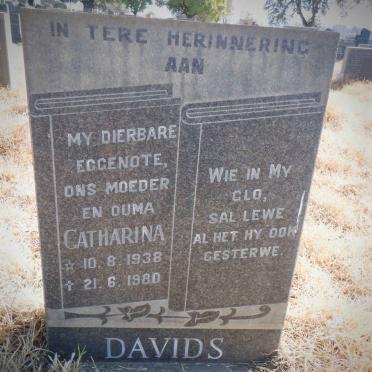 IN TERE HERINNERING
AAN
MY DIERBARE
EGGENOTE,
ONS MOEDER
EN OUMA
CATHARINA
☆ 10.8.1938
✝ 21.6.1980
WIE IN MY
GLO,
SAL LEWE
AL HET HY OOK
GESTERWE.
DAVIDS